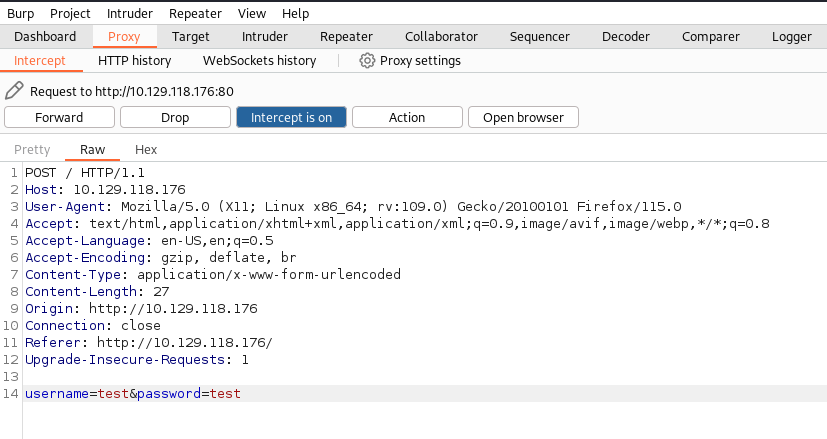 Burp Project Intruder Repeater View Help
Dashboard Proxy Target Intruder Repeater Collaborator Sequencer Decoder Comparer Logger
Intercept HTTP history WebSockets history Proxy settings
Request to http://10.129.118.176:80
Forward Drop Intercept is on Action Open browser
Pretty Raw Hex
1 POST / HTTP/1.1
2 Host: 10.129.118.176
3 User-Agent: Mozilla/5.0 (X11; Linux x86_64; rv:109.0) Gecko/20100101 Firefox/115.0
4 Accept: text/html,application/xhtml+xml,application/xml;q=0.9,image/avif,image/webp,*/*;q=0.8
5 Accept-Language: en-US,en;q=0.5
6 Accept-Encoding: gzip, deflate, br
7 Content-Type: application/x-www-form-urlencoded
8 Content-Length: 27
9 Origin: http://10.129.118.176
10 Connection: close
11 Referer: http://10.129.118.176/
12 Upgrade-Insecure-Requests: 1
13
14 username=test&password=test